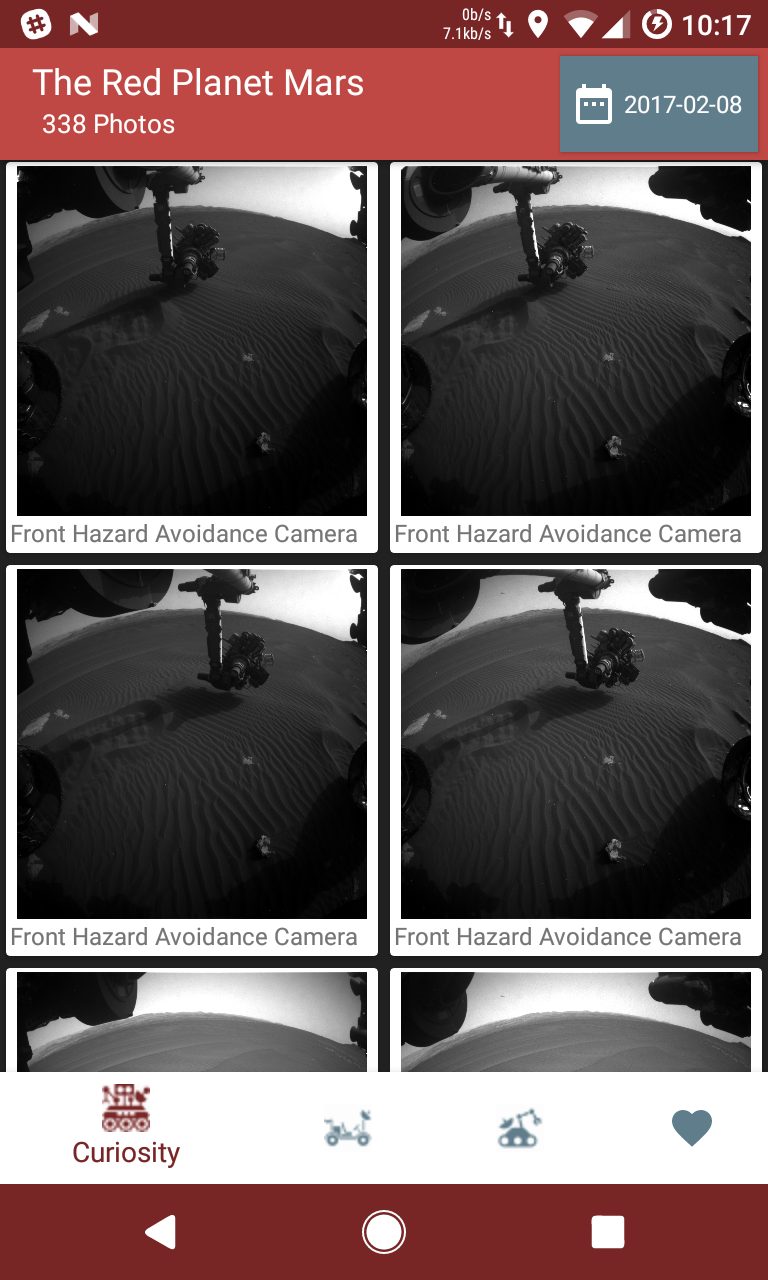 0b/s
7.1kb/s
10:17
The Red Planet Mars
338 Photos
2017-02-08
Front Hazard Avoidance Camera
Front Hazard Avoidance Camera
Front Hazard Avoidance Camera
Front Hazard Avoidance Camera
Curiosity